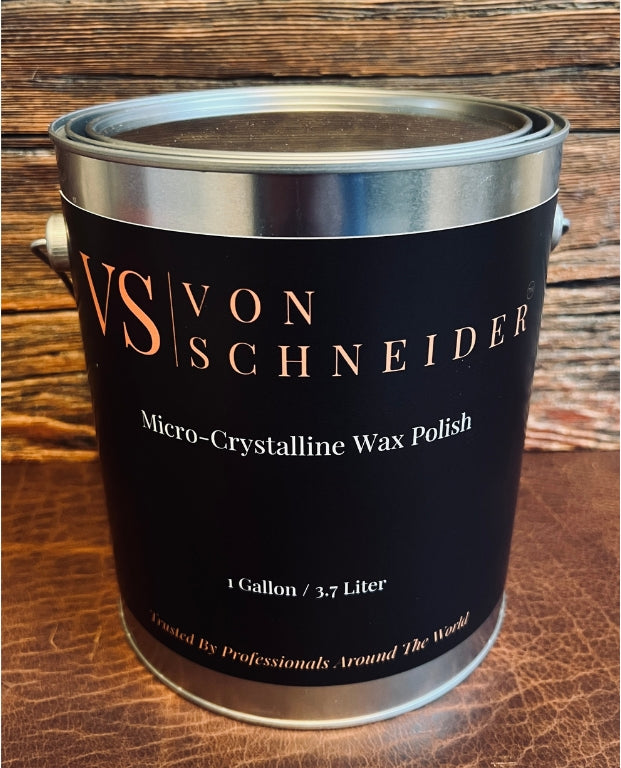 VS
VON
SCHNEIDER
Micro-Crystalline Wax Polish
1 Gallon / 3.7 Liter
Trusted By Professionals Around The World